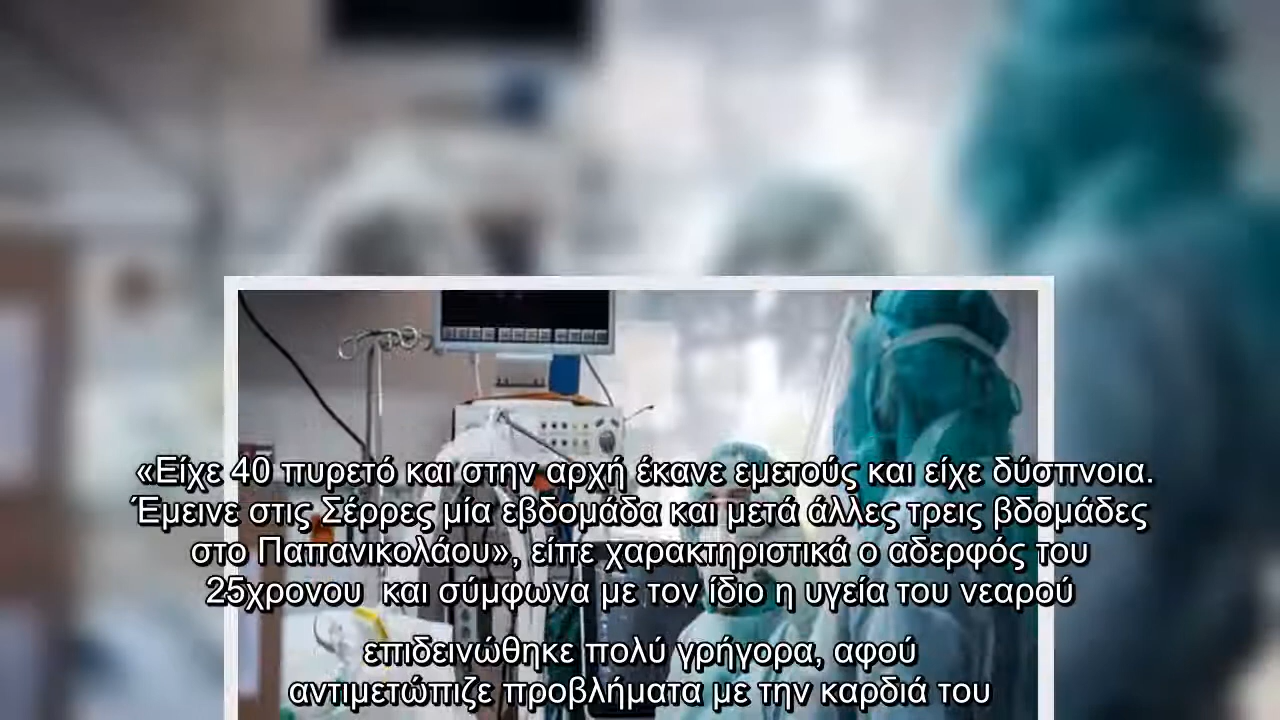 «Είχε 40 πυρετό και στην αρχή έκανε εμετούς και είχε δύσπνοια.
Έμεινε στις Σέρρες μία εβδομάδα και μετά άλλες τρεις βδομάδες
στο Παπανικολάου», είπε χαρακτηριστικά ο αδερφός του
25χρονου  και σύμφωνα με τον ίδιο η υγεία του νεαρού
επιδεινώθηκε πολύ γρήγορα, αφού
αντιμετώπιζε προβλήματα με την καρδιά του